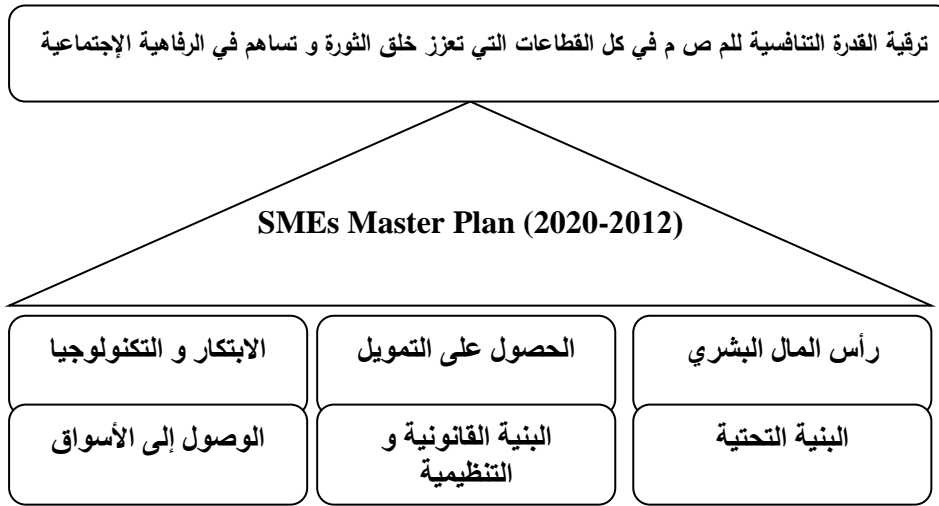 ترقية القدرة التنافسية للم ص م في كل القطاعات التي تعزز خلق الثورة و تساهم في الرفاهية الإجتماعية
SMEs Master Plan (2020-2012)
رأس المال البشري
الحصول على التمويل
الابتكار و التكنولوجيا
البنية التحتية
البنية القانونية و
التنظيمية
الوصول إلى الأسواق